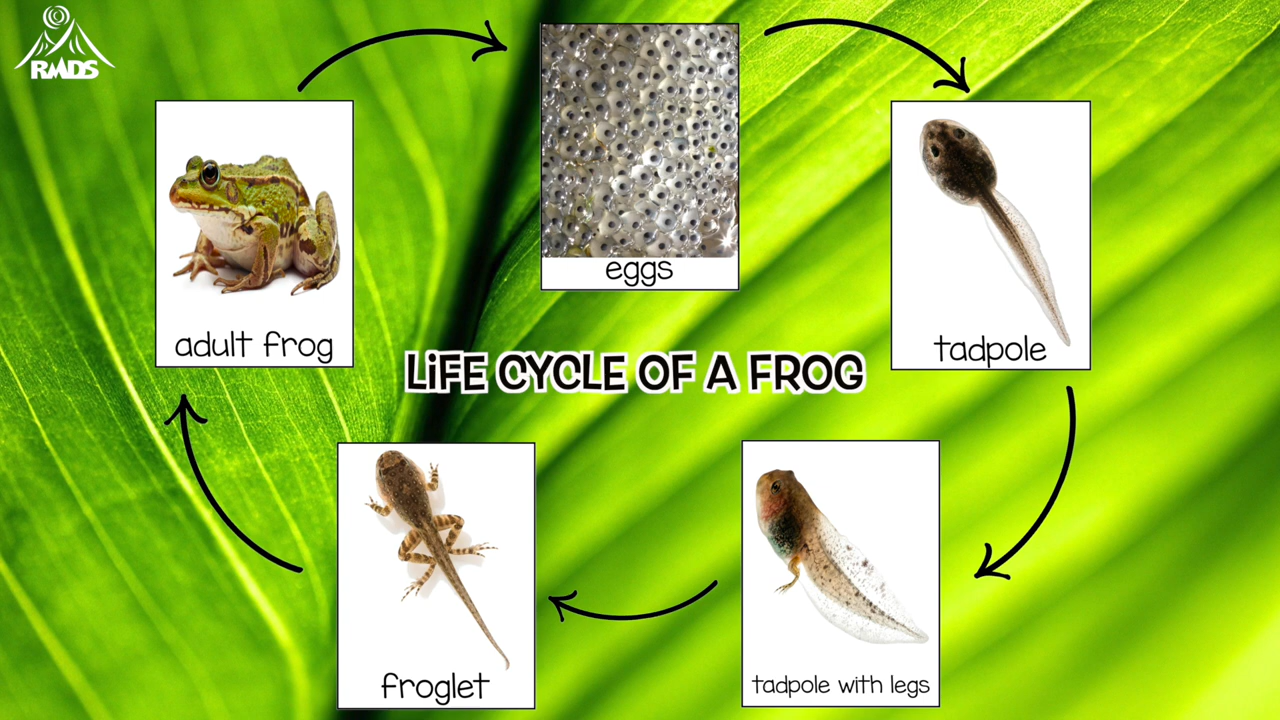 RMDS
eggs
adult frog
tadpole
LiFE CYCLE OF A FROG
froglet
tadpole with legs